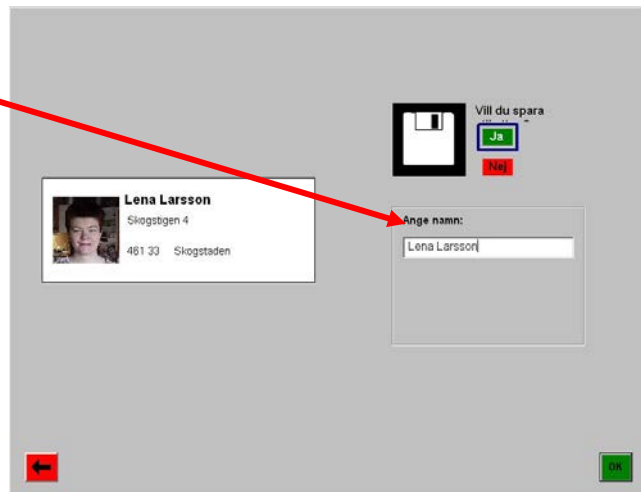 Lena Larsson
Skogstigen 4
461 33 Skogstaden
Vill du spara
Ja
Nej
Ange namn:
Lena Larsson
OK